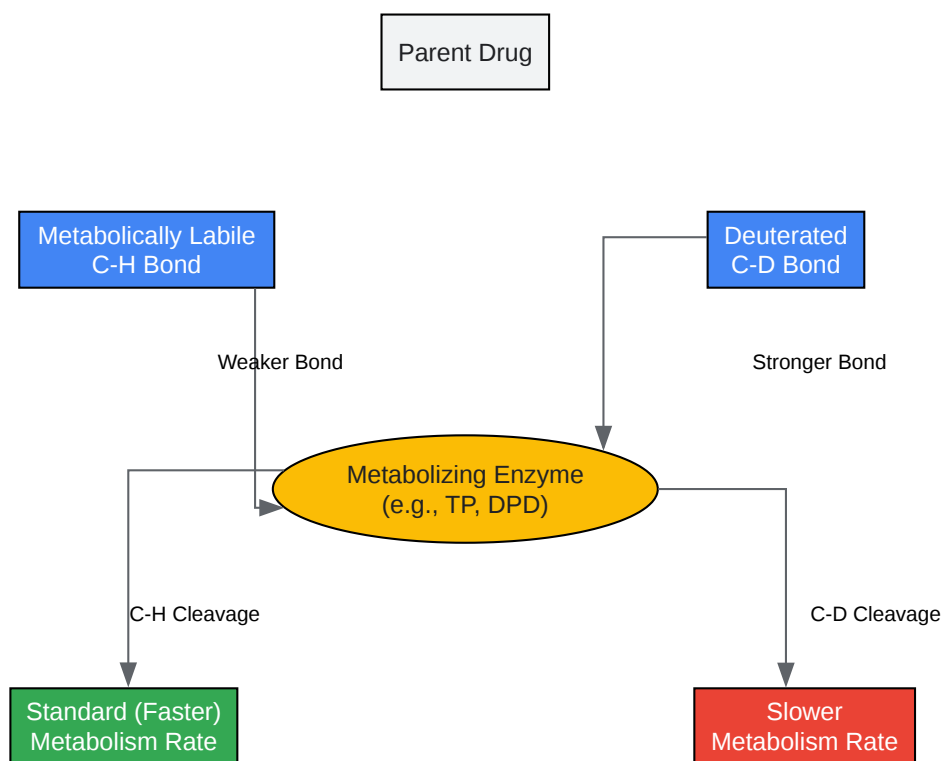 Parent Drug
Metabolically Labile
C-H Bond
Deuterated
C-D Bond
Weaker Bond
Stronger Bond
Metabolizing Enzyme
(e.g., TP, DPD)
C-H Cleavage
C-D Cleavage
Standard (Faster)
Metabolism Rate
Slower
Metabolism Rate